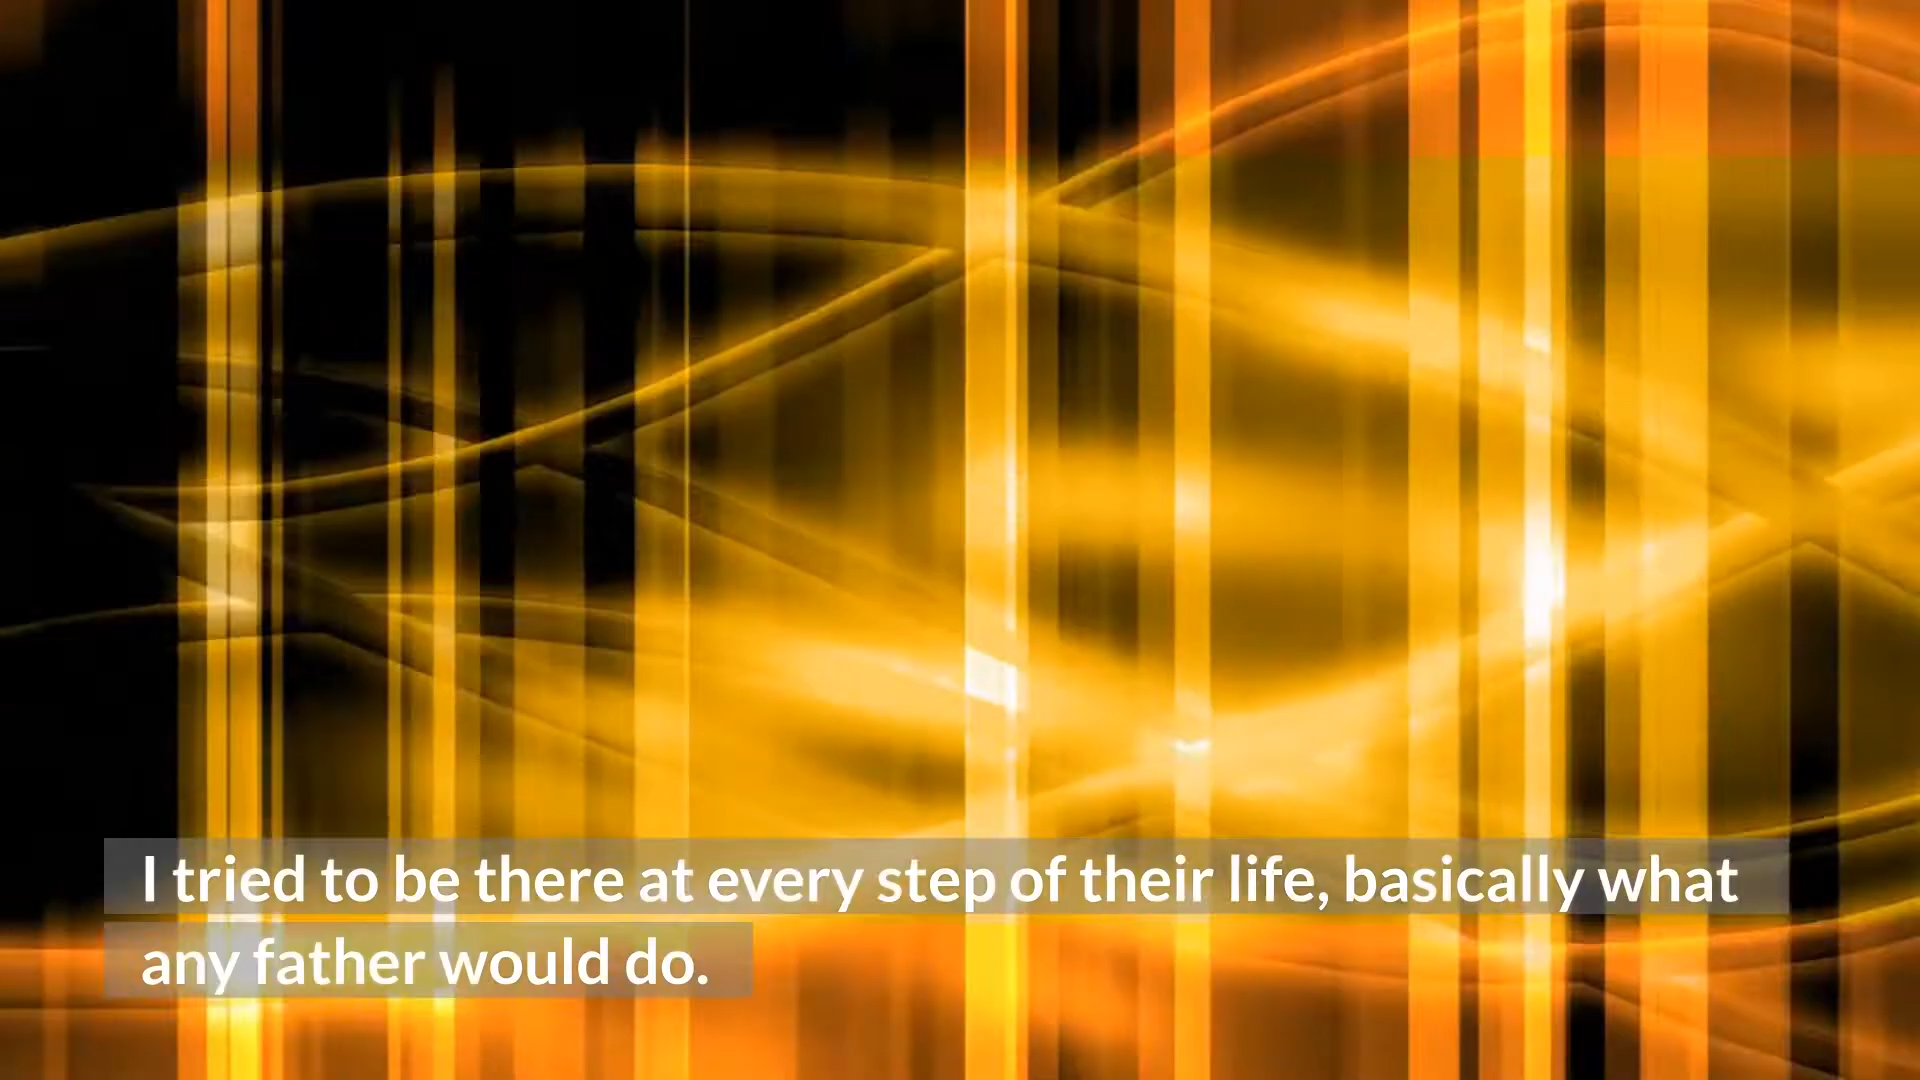 I tried to be there at every step of their life, basically what
any father would do.